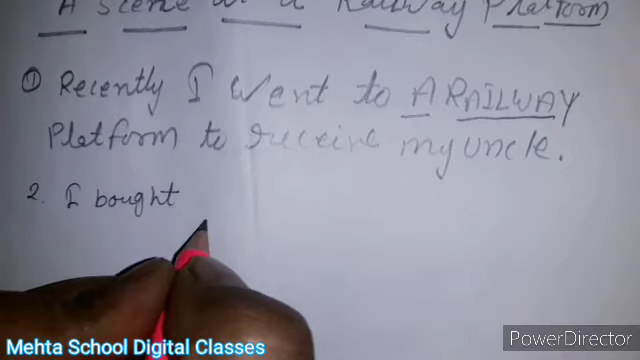 A Scene at a Railway Platform
① Recently I Went to A RAILWAY
Platform to receive my uncle.
2. I bought
Mehta School Digital Classes
PowerDirector